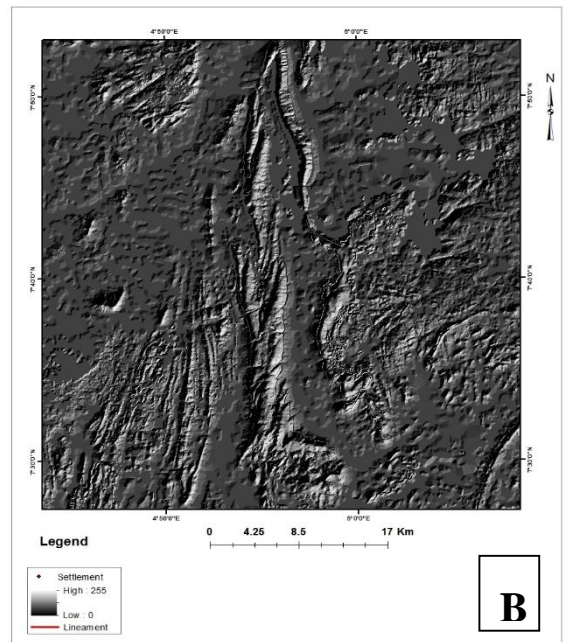 4°50'0"E 5°0'0"E
N
7°50'0"N 7°50'0"N
7°40'0"N 7°40'0"N
7°30'0"N 7°30'0"N
4°50'0"E 5°0'0"E
Legend
0 4.25 8.5 17 Km
Settlement
High : 255
Low : 0
Lineament
B